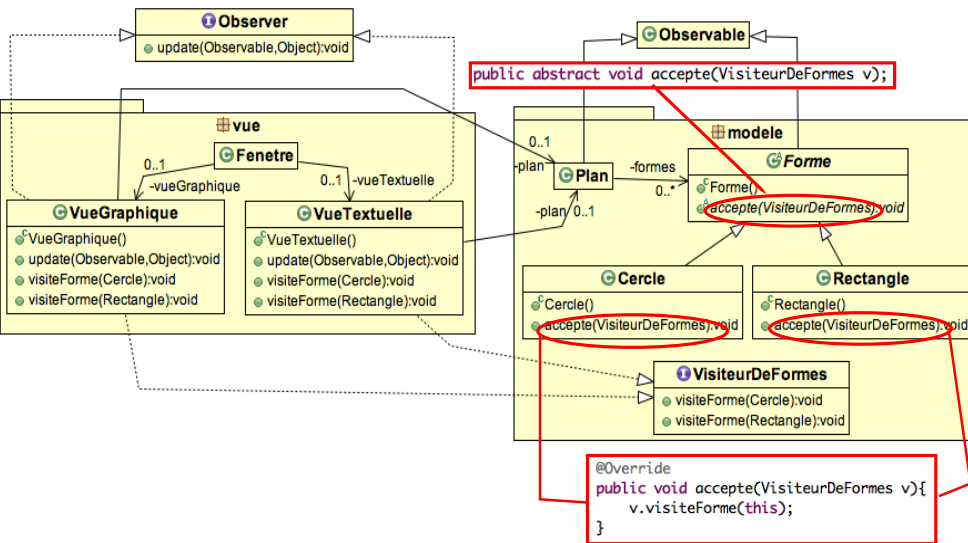 Observer
update(Observable,Object):void
Observable
public abstract void accepte(VisiteurDeFormes v);
vue
Fenetre
0..1
-vueGraphique
0..1
-vueTextuelle
VueGraphique
VueGraphique()
update(Observable,Object):void
visiteForme(Cercle):void
visiteForme(Rectangle):void
VueTextuelle
VueTextuelle()
update(Observable,Object):void
visiteForme(Cercle):void
visiteForme(Rectangle):void
modele
0..1
-plan
Plan
-plan
0..1
-formes
0..*
Forme
Forme()
accepte(VisiteurDeFormes):void
Cercle
Cercle()
accepte(VisiteurDeFormes):void
Rectangle
Rectangle()
accepte(VisiteurDeFormes):void
VisiteurDeFormes
visiteForme(Cercle):void
visiteForme(Rectangle):void
@Override
public void accepte(VisiteurDeFormes v){
v.visiteForme(this);
}